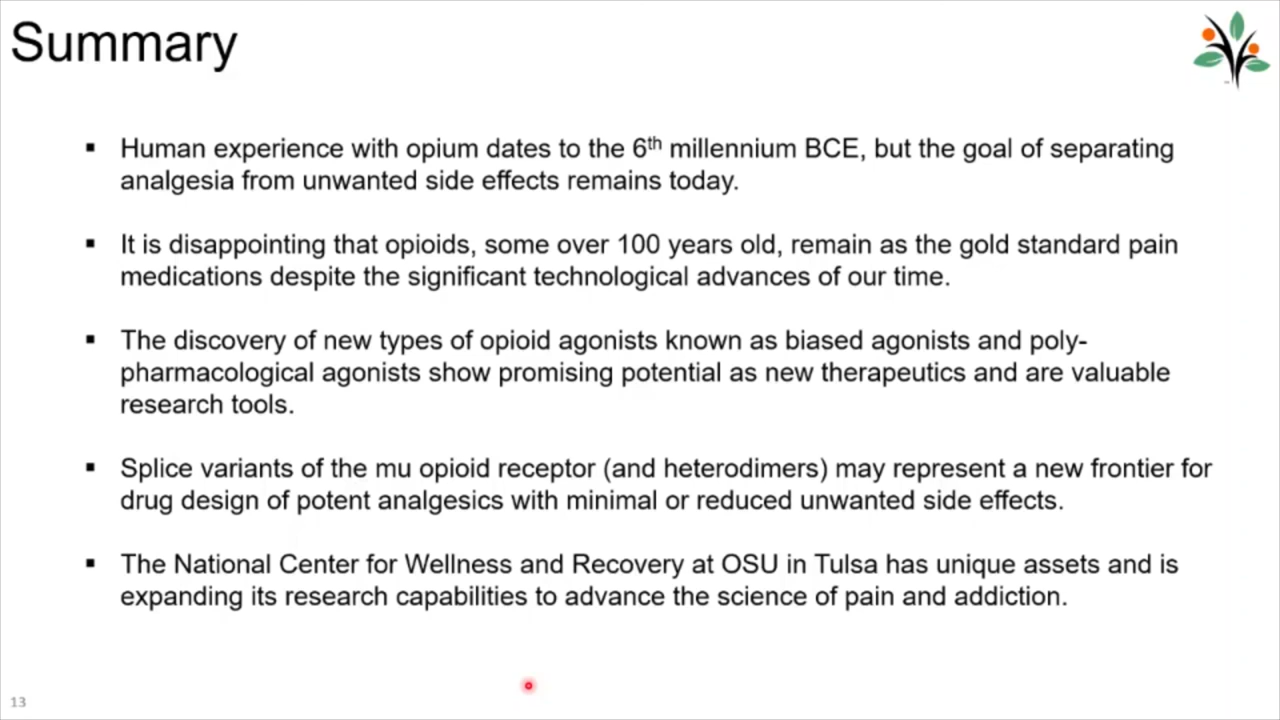 Summary
▪ Human experience with opium dates to the 6th millennium BCE, but the goal of separating
analgesia from unwanted side effects remains today.
▪ It is disappointing that opioids, some over 100 years old, remain as the gold standard pain
medications despite the significant technological advances of our time.
▪ The discovery of new types of opioid agonists known as biased agonists and poly-
pharmacological agonists show promising potential as new therapeutics and are valuable
research tools.
▪ Splice variants of the mu opioid receptor (and heterodimers) may represent a new frontier for
drug design of potent analgesics with minimal or reduced unwanted side effects.
▪ The National Center for Wellness and Recovery at OSU in Tulsa has unique assets and is
expanding its research capabilities to advance the science of pain and addiction.
13